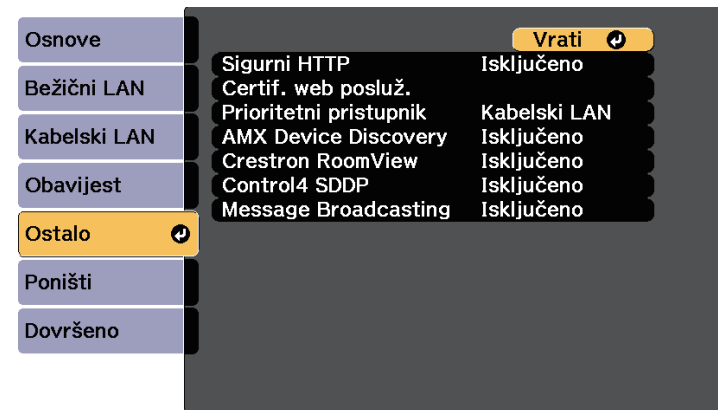 Osnove
Bežični LAN
Kabelski LAN
Obavijest
Ostalo
Poništi
Dovršeno
Vrati
Sigurni HTTP Isključeno
Certif. web posluž.
Prioritetni pristupnik Kabelski LAN
AMX Device Discovery Isključeno
Crestron RoomView Isključeno
Control4 SDDP Isključeno
Message Broadcasting Isključeno